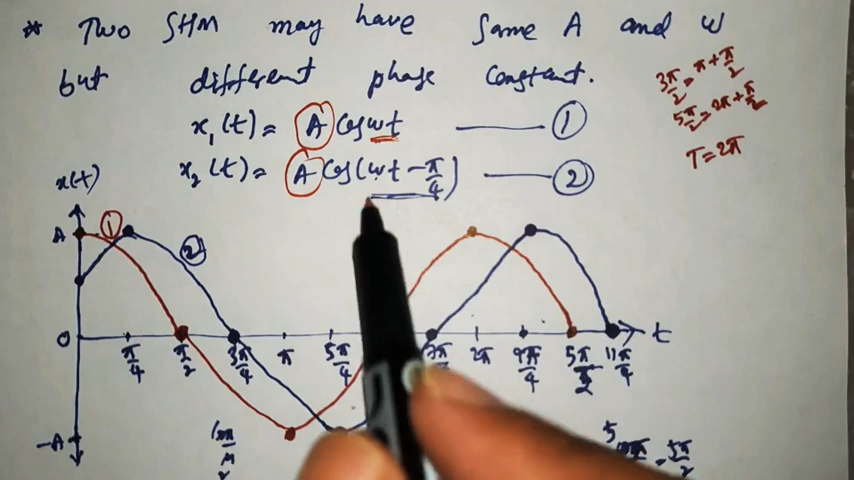 * Two SHM may have same A and ω
but different phase constant.
x₁(t) = A cos ωt ——— ①
x₂(t) = A cos(ωt - π/4) ——— ②
3π/2 = π + π/2
5π/2 = 2π + π/2
T = 2π
x(t)
A ① ②
0 π/4 π/2 3π/4 π 5π/4 2π 9π/4 5π/2 11π/4 t
-A
= 5π/2